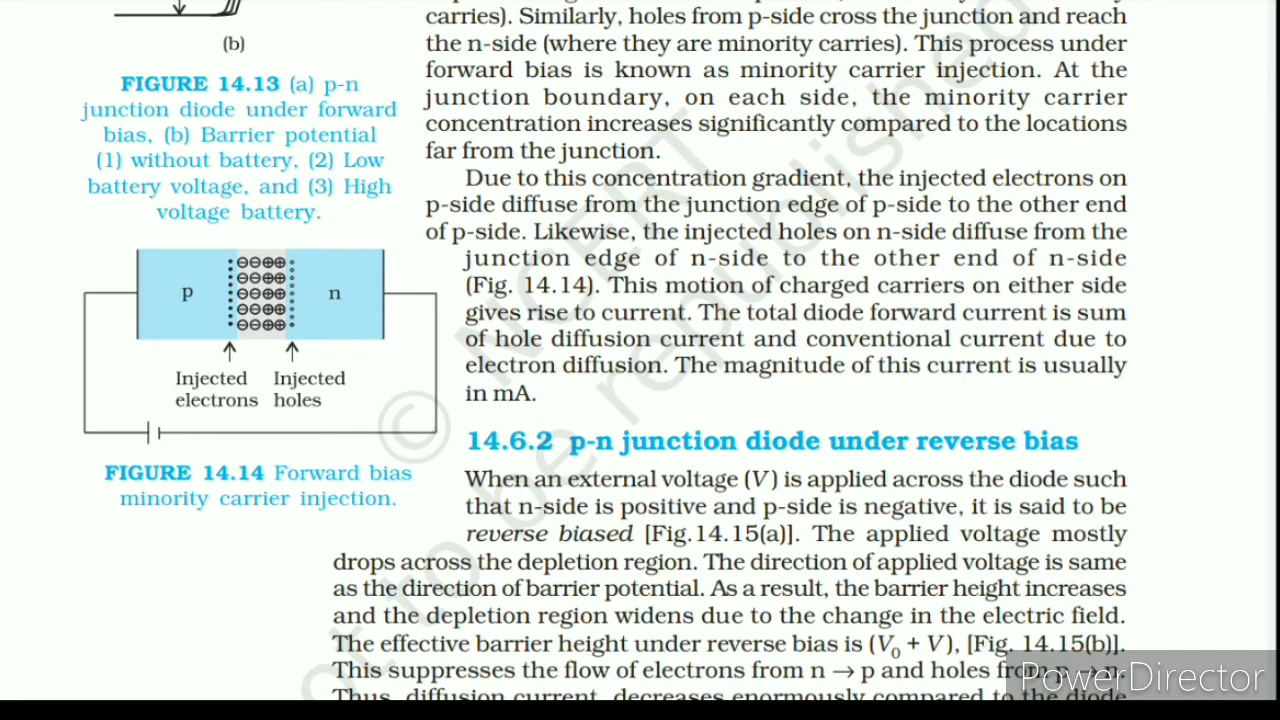 (b)
FIGURE 14.13 (a) p-n
junction diode under forward
bias, (b) Barrier potential
(1) without battery, (2) Low
battery voltage, and (3) High
voltage battery.
p
n
Injected
electrons
Injected
holes
FIGURE 14.14 Forward bias
minority carrier injection.
carries). Similarly, holes from p-side cross the junction and reach
the n-side (where they are minority carries). This process under
forward bias is known as minority carrier injection. At the
junction boundary, on each side, the minority carrier
concentration increases significantly compared to the locations
far from the junction.
Due to this concentration gradient, the injected electrons on
p-side diffuse from the junction edge of p-side to the other end
of p-side. Likewise, the injected holes on n-side diffuse from the
junction edge of n-side to the other end of n-side
(Fig. 14.14). This motion of charged carriers on either side
gives rise to current. The total diode forward current is sum
of hole diffusion current and conventional current due to
electron diffusion. The magnitude of this current is usually
in mA.
14.6.2 p-n junction diode under reverse bias
When an external voltage (V) is applied across the diode such
that n-side is positive and p-side is negative, it is said to be
reverse biased [Fig.14.15(a)]. The applied voltage mostly
drops across the depletion region. The direction of applied voltage is same
as the direction of barrier potential. As a result, the barrier height increases
and the depletion region widens due to the change in the electric field.
The effective barrier height under reverse bias is (V₀ + V), [Fig. 14.15(b)].
This suppresses the flow of electrons from n → p and holes from p → n.
Thus, diffusion current, decreases enormously compared to the diode
© NCERT
not to be republished
PowerDirector